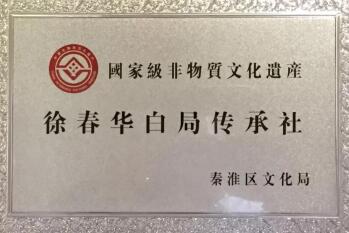 國家級非物質文化遺産
徐春华白局传承社
秦淮区文化局